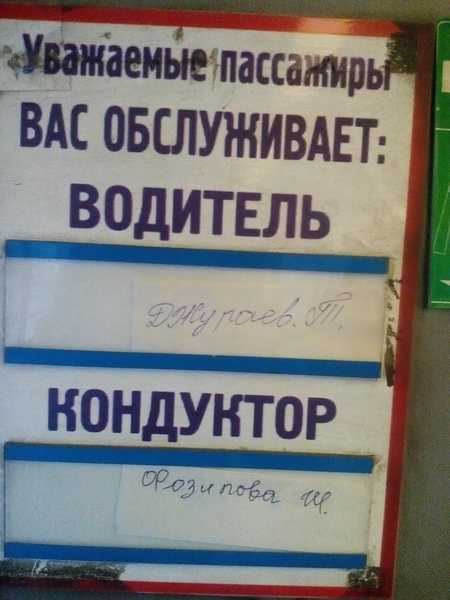 Уважаемые пассажиры
ВАС ОБСЛУЖИВАЕТ:
ВОДИТЕЛЬ
Джураев. Т.
КОНДУКТОР
Фозилова Ш.